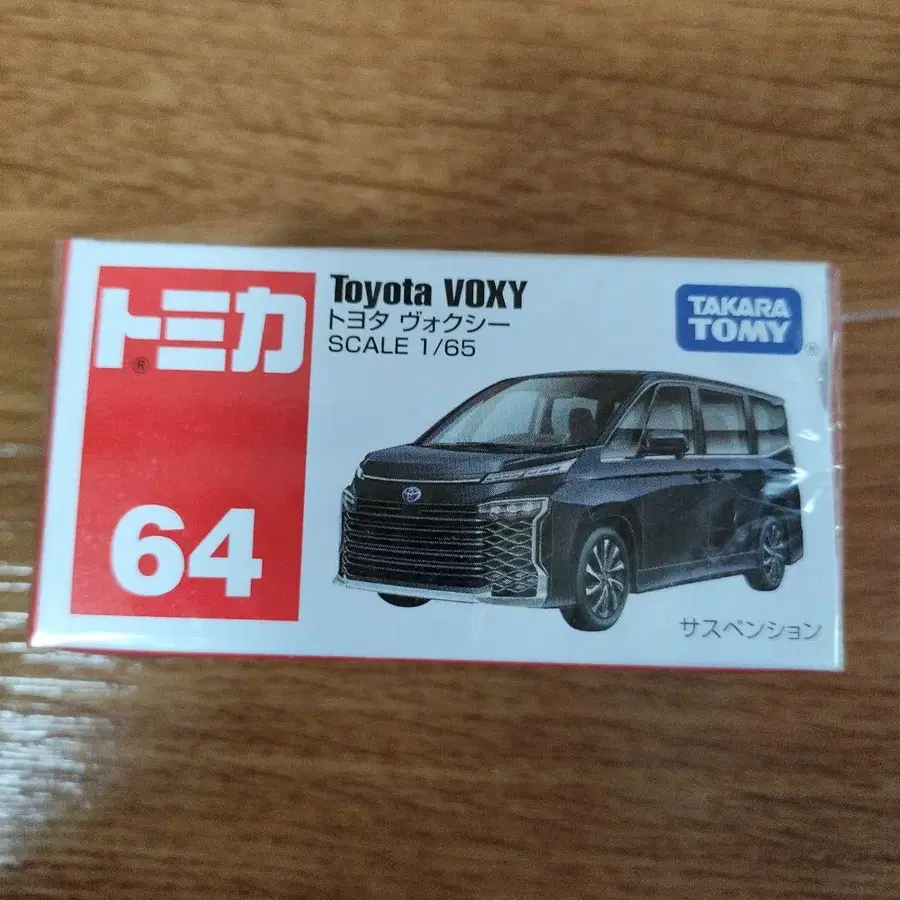 トミカ®
64
Toyota VOXY
トヨタ ヴォクシー
SCALE 1/65
TAKARA
TOMY®
サスペンション